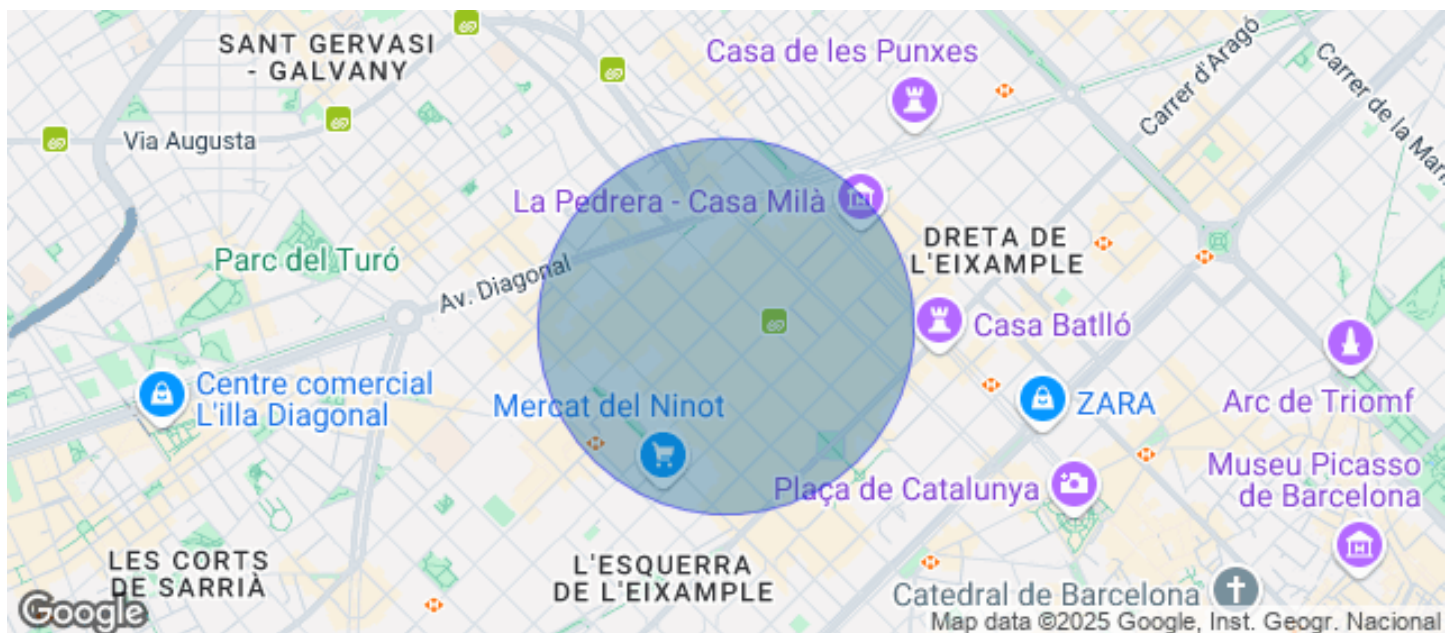 SANT GERVASI
- GALVANY
Casa de les Punxes
Carrer d'Aragó
Carrer de la Mari
Via Augusta
La Pedrera - Casa Milà
DRETA DE
L'EIXAMPLE
Parc del Turó
Av. Diagonal
Casa Batlló
Centre comercial
L'illa Diagonal
Mercat del Ninot
ZARA
Arc de Triomf
Plaça de Catalunya
Museu Picasso
de Barcelona
LES CORTS
DE SARRIÀ
L'ESQUERRA
DE L'EIXAMPLE
Catedral de Barcelona
Google
Map data ©2025 Google, Inst. Geogr. Nacional